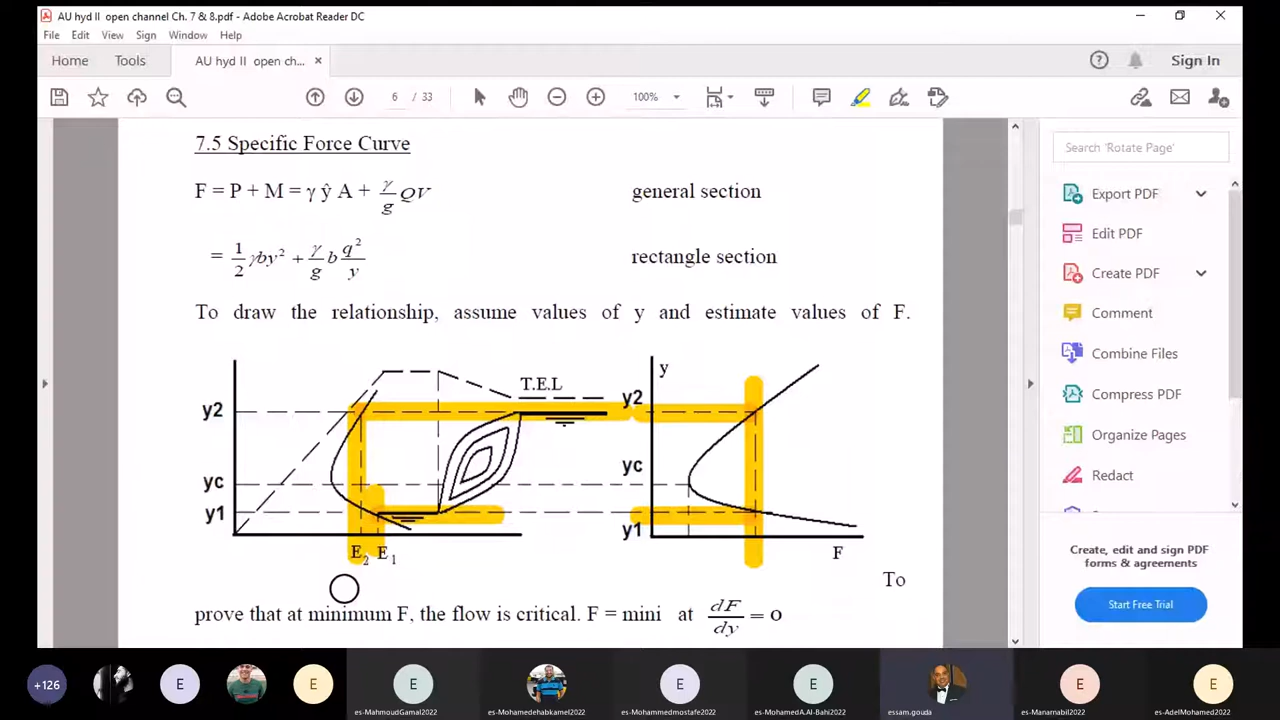 AU hyd II open channel Ch. 7 & 8.pdf - Adobe Acrobat Reader DC
File Edit View Sign Window Help
Home Tools AU hyd II open ch... × Sign In
6 / 33 100%
7.5 Specific Force Curve
F = P + M = γ ŷ A + γ/g QV general section
= 1/2 γby² + γ/g b q²/y rectangle section
To draw the relationship, assume values of y and estimate values of F.
T.E.L y
y2 y2
yc yc
y1 y1
E2 E1 F
To
prove that at minimum F, the flow is critical. F = mini at dF/dy = 0
Search 'Rotate Page'
Export PDF
Edit PDF
Create PDF
Comment
Combine Files
Compress PDF
Organize Pages
Redact
Create, edit and sign PDF
forms & agreements
Start Free Trial
+126 E E E E E E E
es-MahmoudGamal2022 es-Mohamedehabkamel2022 es-Mohammedmostafe2022 es-MohamedA.Al-Bahi2022 essam.gouda es-Manarnabil2022 es-AdelMohamed2022